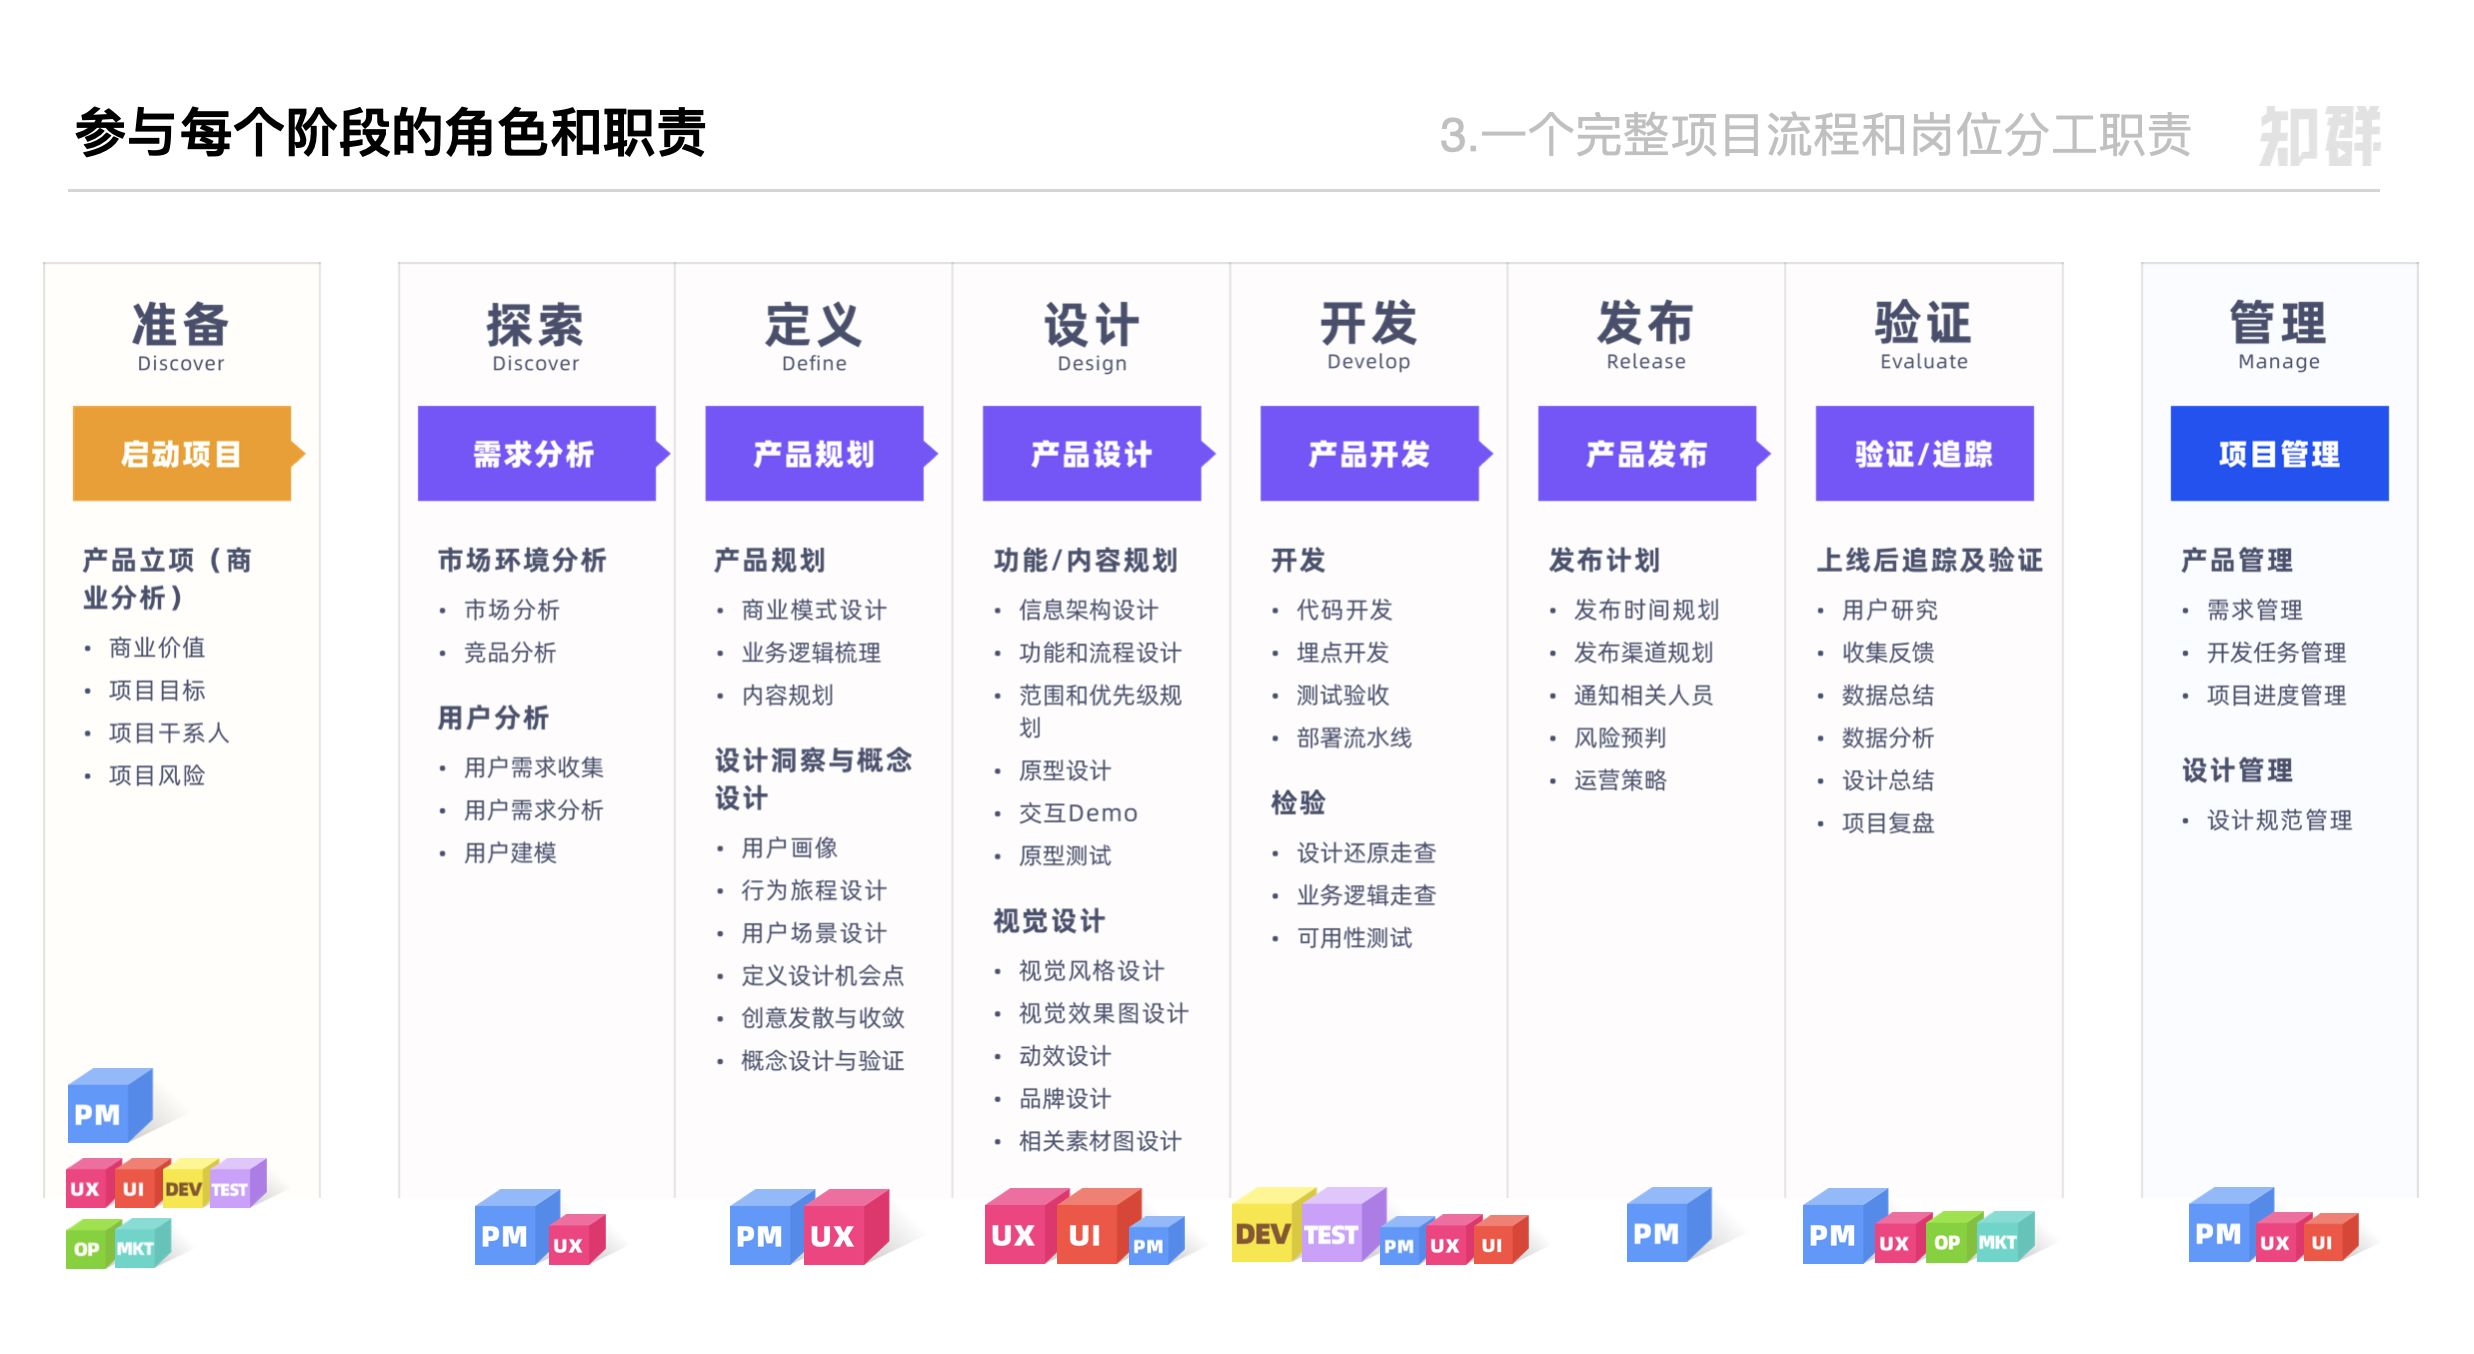 参与每个阶段的角色和职责
3.一个完整项目流程和岗位分工职责
知群
准备
Discover
启动项目
产品立项（商
业分析）
• 商业价值
• 项目目标
• 项目干系人
• 项目风险
PM
UX UI DEV TEST
OP MKT
探索
Discover
需求分析
市场环境分析
• 市场分析
• 竞品分析
用户分析
• 用户需求收集
• 用户需求分析
• 用户建模
PM UX
定义
Define
产品规划
产品规划
• 商业模式设计
• 业务逻辑梳理
• 内容规划
设计洞察与概念
设计
• 用户画像
• 行为旅程设计
• 用户场景设计
• 定义设计机会点
• 创意发散与收敛
• 概念设计与验证
PM UX
设计
Design
产品设计
功能/内容规划
• 信息架构设计
• 功能和流程设计
• 范围和优先级规
划
• 原型设计
• 交互Demo
• 原型测试
视觉设计
• 视觉风格设计
• 视觉效果图设计
• 动效设计
• 品牌设计
• 相关素材图设计
UX UI PM
开发
Develop
产品开发
开发
• 代码开发
• 埋点开发
• 测试验收
• 部署流水线
检验
• 设计还原走查
• 业务逻辑走查
• 可用性测试
DEV TEST PM UX UI
发布
Release
产品发布
发布计划
• 发布时间规划
• 发布渠道规划
• 通知相关人员
• 风险预判
• 运营策略
PM
验证
Evaluate
验证/追踪
上线后追踪及验证
• 用户研究
• 收集反馈
• 数据总结
• 数据分析
• 设计总结
• 项目复盘
PM UX OP MKT
管理
Manage
项目管理
产品管理
• 需求管理
• 开发任务管理
• 项目进度管理
设计管理
• 设计规范管理
PM UX UI